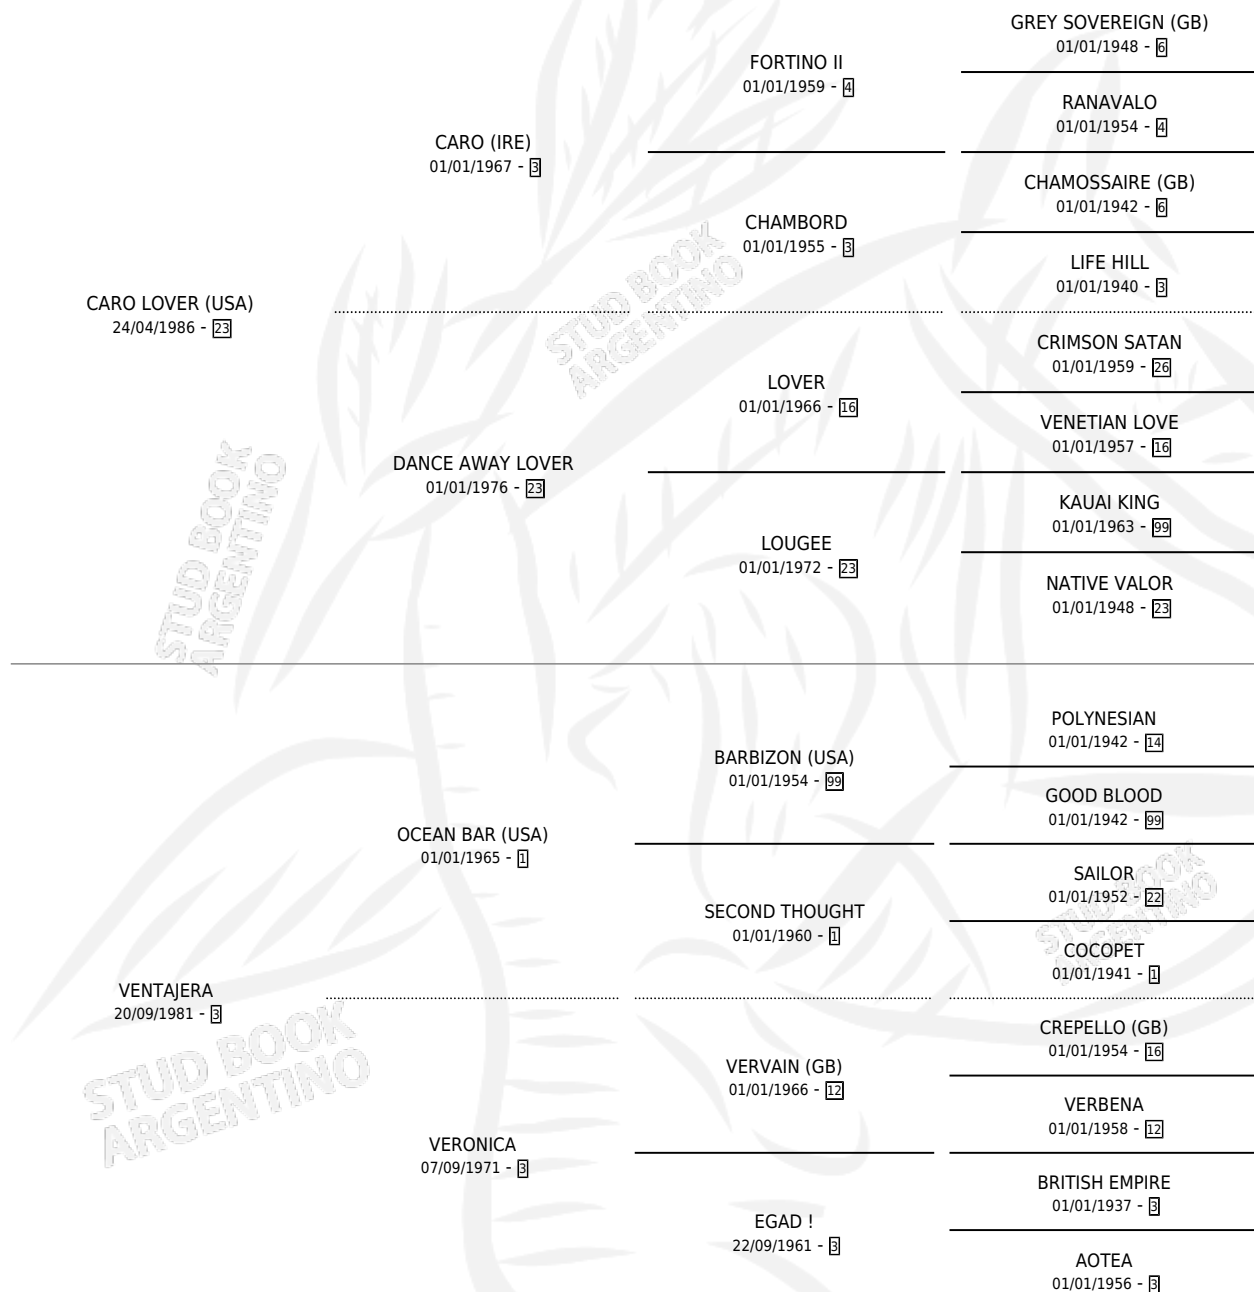 GREY SOVEREIGN (GB)
01/01/1948 - 6
FORTINO II
01/01/1959 - 4
RANAVALO
01/01/1954 - 4
CARO (IRE)
01/01/1967 - 3
CHAMOSSAIRE (GB)
01/01/1942 - 6
CHAMBORD
01/01/1955 - 3
LIFE HILL
01/01/1940 - 3
CARO LOVER (USA)
24/04/1986 - 23
CRIMSON SATAN
01/01/1959 - 26
LOVER
01/01/1966 - 16
VENETIAN LOVE
01/01/1957 - 16
DANCE AWAY LOVER
01/01/1976 - 23
KAUAI KING
01/01/1963 - 99
LOUGEE
01/01/1972 - 23
NATIVE VALOR
01/01/1948 - 23
POLYNESIAN
01/01/1942 - 14
BARBIZON (USA)
01/01/1954 - 99
GOOD BLOOD
01/01/1942 - 99
OCEAN BAR (USA)
01/01/1965 - 1
SAILOR
01/01/1952 - 22
SECOND THOUGHT
01/01/1960 - 1
COCOPET
01/01/1941 - 1
VENTAJERA
20/09/1981 - 3
CREPELLO (GB)
01/01/1954 - 16
VERVAIN (GB)
01/01/1966 - 12
VERBENA
01/01/1958 - 12
VERONICA
07/09/1971 - 3
BRITISH EMPIRE
01/01/1937 - 3
EGAD !
22/09/1961 - 3
AOTEA
01/01/1956 - 3
STUD BOOK
ARGENTINO
STUD BOOK
ARGENTINO
STUD BOOK
ARGENTINO
STUD BOOK
ARGENTINO